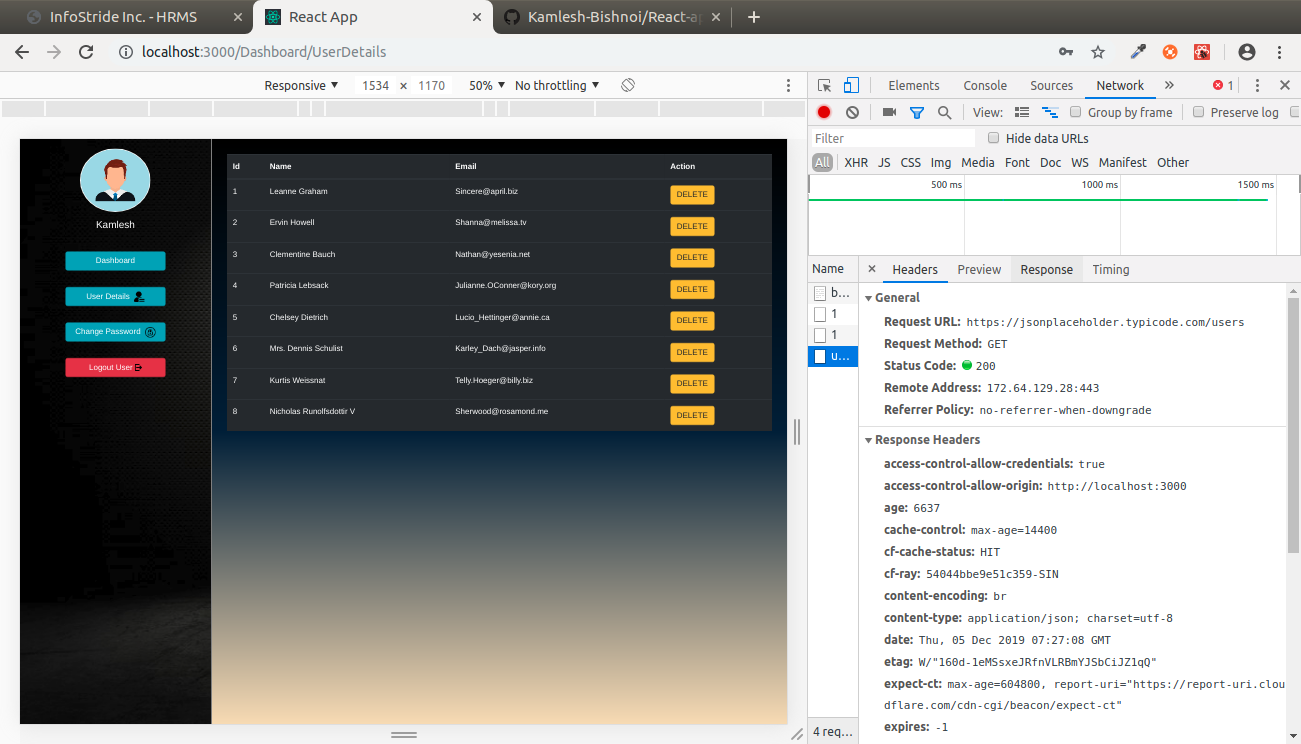 InfoStride Inc. - HRMS
React App
Kamlesh-Bishnoi/React-ap
localhost:3000/Dashboard/UserDetails
Responsive 1534 × 1170 50% No throttling
Elements Console Sources Network » 1
View: Group by frame Preserve log
Filter Hide data URLs
All XHR JS CSS Img Media Font Doc WS Manifest Other
500 ms 1000 ms 1500 ms
Kamlesh
Dashboard
User Details
Change Password
Logout User
Id Name Email Action
1 Leanne Graham Sincere@april.biz DELETE
2 Ervin Howell Shanna@melissa.tv DELETE
3 Clementine Bauch Nathan@yesenia.net DELETE
4 Patricia Lebsack Julianne.OConner@kory.org DELETE
5 Chelsey Dietrich Lucio_Hettinger@annie.ca DELETE
6 Mrs. Dennis Schulist Karley_Dach@jasper.info DELETE
7 Kurtis Weissnat Telly.Hoeger@billy.biz DELETE
8 Nicholas Runolfsdottir V Sherwood@rosamond.me DELETE
Name
b...
1
1
u...
4 req...
Headers Preview Response Timing
General
Request URL: https://jsonplaceholder.typicode.com/users
Request Method: GET
Status Code: 200
Remote Address: 172.64.129.28:443
Referrer Policy: no-referrer-when-downgrade
Response Headers
access-control-allow-credentials: true
access-control-allow-origin: http://localhost:3000
age: 6637
cache-control: max-age=14400
cf-cache-status: HIT
cf-ray: 54044bbe9e51c359-SIN
content-encoding: br
content-type: application/json; charset=utf-8
date: Thu, 05 Dec 2019 07:27:08 GMT
etag: W/"160d-1eMSsxeJRfnVLRBmYJSbCiJZ1qQ"
expect-ct: max-age=604800, report-uri="https://report-uri.clou
dflare.com/cdn-cgi/beacon/expect-ct"
expires: -1